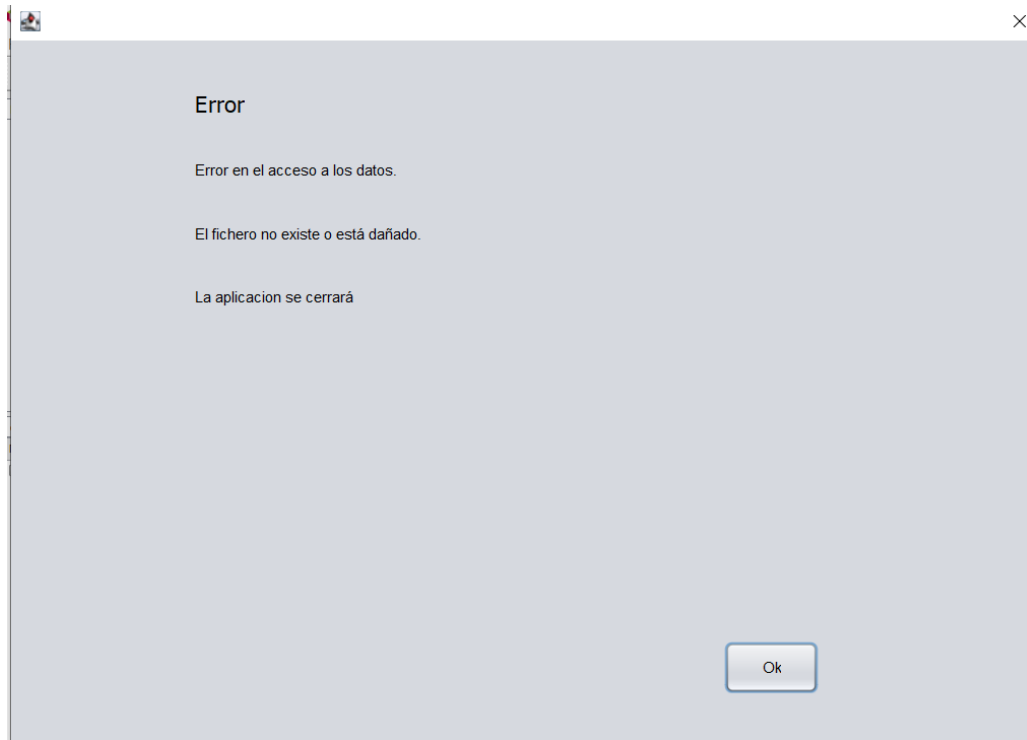 Error
Error en el acceso a los datos.
El fichero no existe o está dañado.
La aplicacion se cerrará
Ok